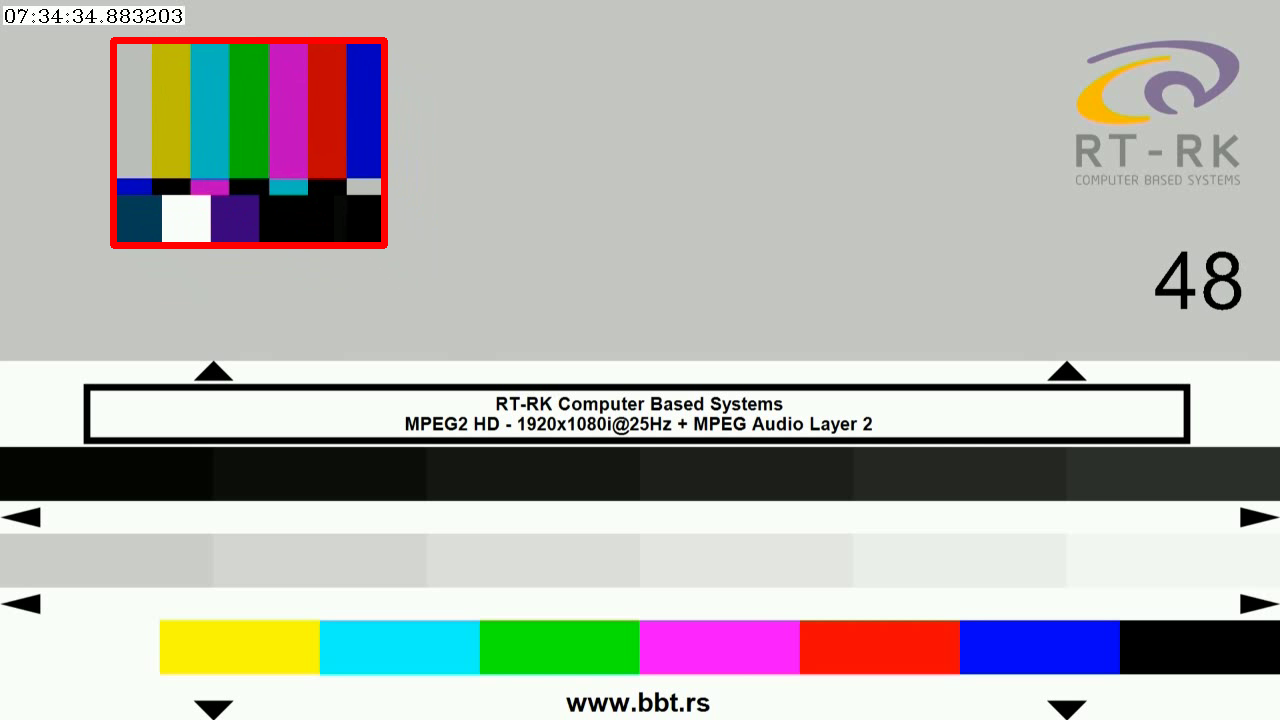 07:34:34.883203
RT-RK
COMPUTER BASED SYSTEMS
48
RT-RK Computer Based Systems
MPEG2 HD - 1920x1080i@25Hz + MPEG Audio Layer 2
www.bbt.rs